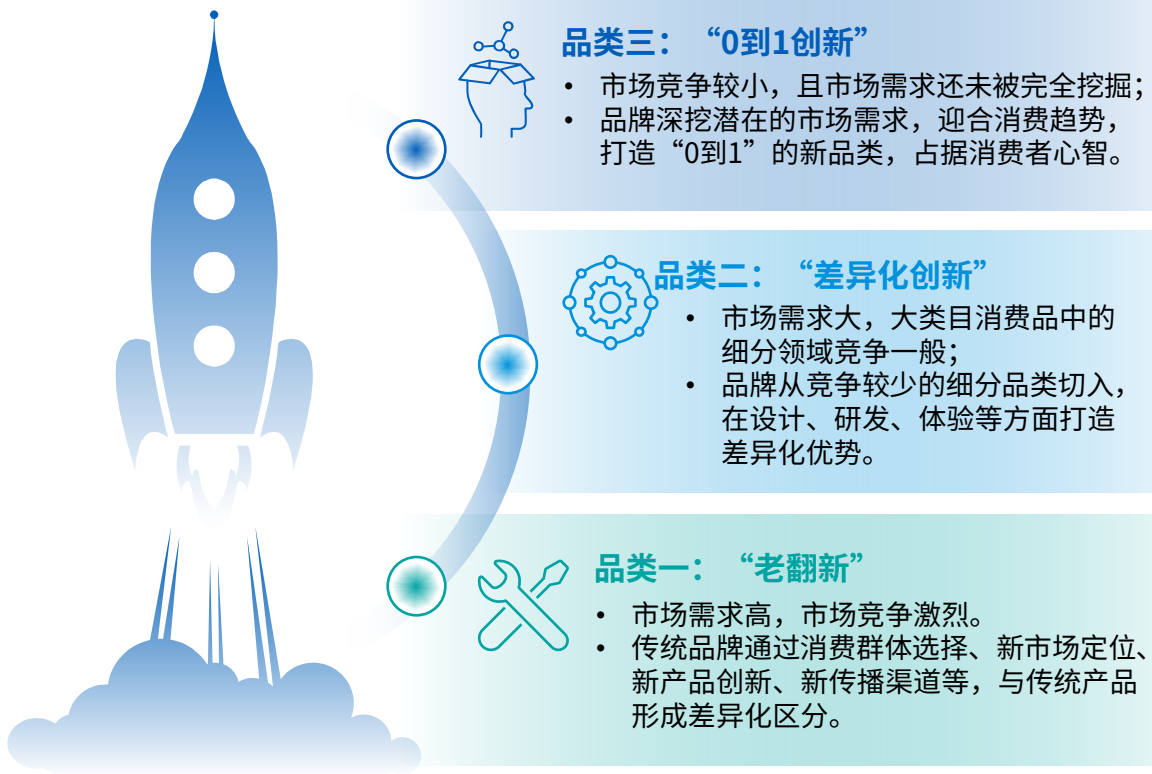 品类三：“0到1创新”
• 市场竞争较小，且市场需求还未被完全挖掘；
• 品牌深挖潜在的市场需求，迎合消费趋势，
打造“0到1”的新品类，占据消费者心智。
品类二：“差异化创新”
• 市场需求大，大类目消费品中的
细分领域竞争一般；
• 品牌从竞争较少的细分品类切入，
在设计、研发、体验等方面打造
差异化优势。
品类一：“老翻新”
• 市场需求高，市场竞争激烈。
• 传统品牌通过消费群体选择、新市场定位、
新产品创新、新传播渠道等，与传统产品
形成差异化区分。